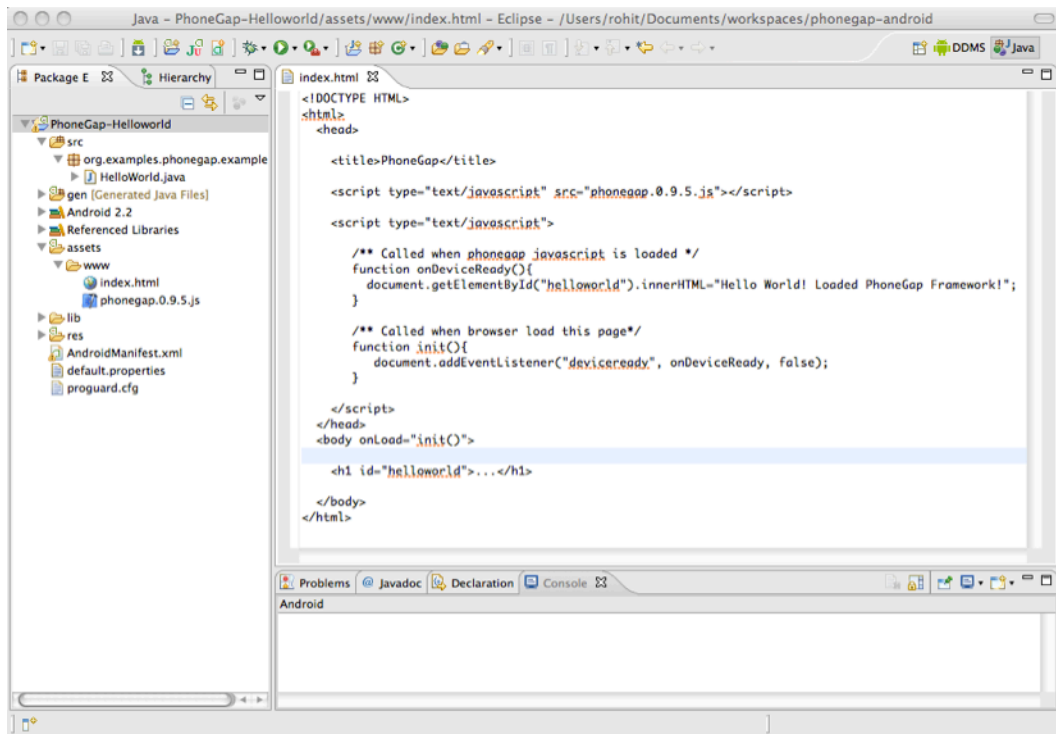 Java – PhoneGap-Helloworld/assets/www/index.html – Eclipse – /Users/rohit/Documents/workspaces/phonegap-android
DDMS Java
Package E Hierarchy
PhoneGap-Helloworld
src
org.examples.phonegap.example
HelloWorld.java
gen [Generated Java Files]
Android 2.2
Referenced Libraries
assets
www
index.html
phonegap.0.9.5.js
lib
res
AndroidManifest.xml
default.properties
proguard.cfg
index.html
<!DOCTYPE HTML>
<html>
<head>
<title>PhoneGap</title>
<script type="text/javascript" src="phonegap.0.9.5.js"></script>
<script type="text/javascript">
/** Called when phonegap javascript is loaded */
function onDeviceReady(){
document.getElementById("helloworld").innerHTML="Hello World! Loaded PhoneGap Framework!";
}
/** Called when browser load this page*/
function init(){
document.addEventListener("deviceready", onDeviceReady, false);
}
</script>
</head>
<body onLoad="init()">
<h1 id="helloworld">...</h1>
</body>
</html>
Problems @ Javadoc Declaration Console
Android